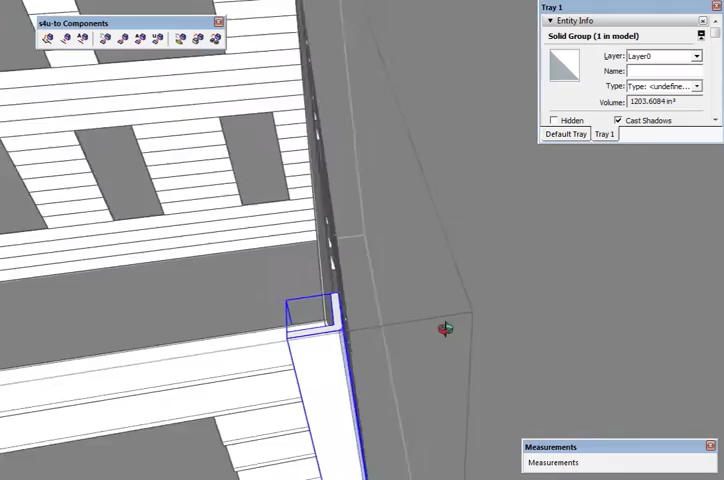 s4u-to Components
Tray 1
Entity Info
Solid Group (1 in model)
Layer: Layer0
Name:
Type: Type: <undefine...
Volume: 1203.6084 in³
Hidden Cast Shadows
Default Tray Tray 1
Measurements
Measurements